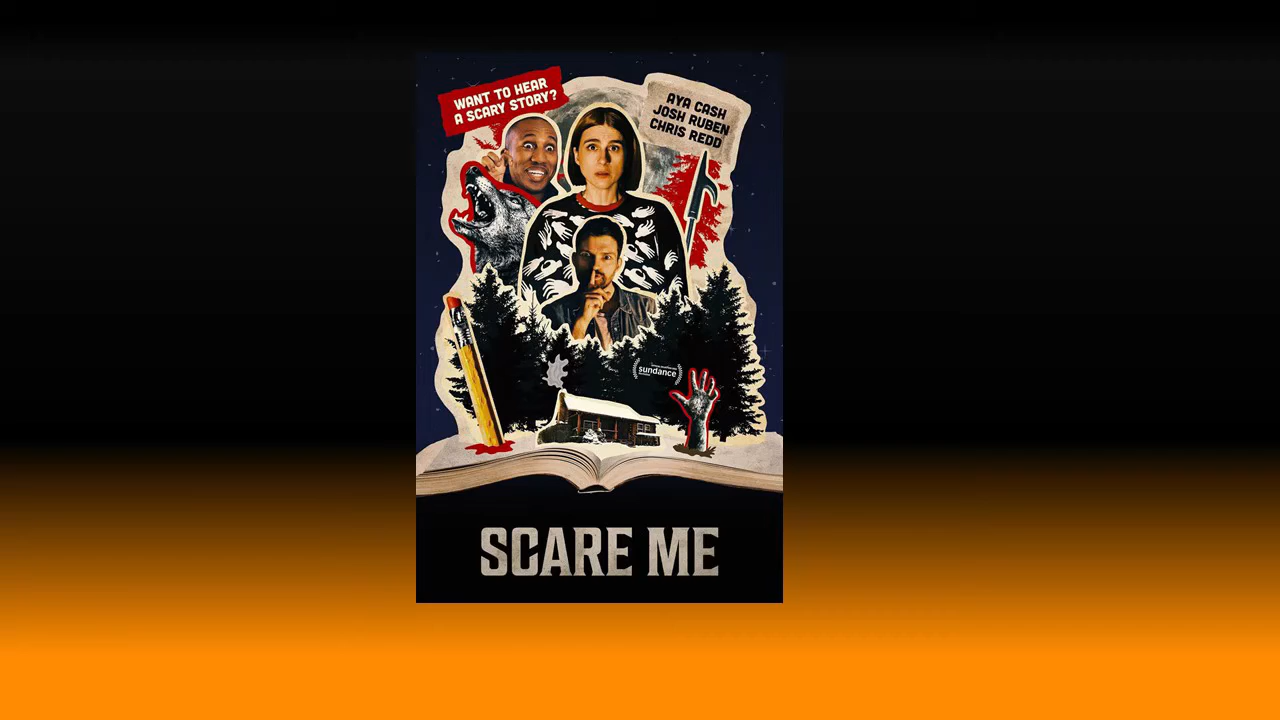 WANT TO HEAR
A SCARY STORY?
AYA CASH
JOSH RUBEN
CHRIS REDD
sundance
SCARE ME